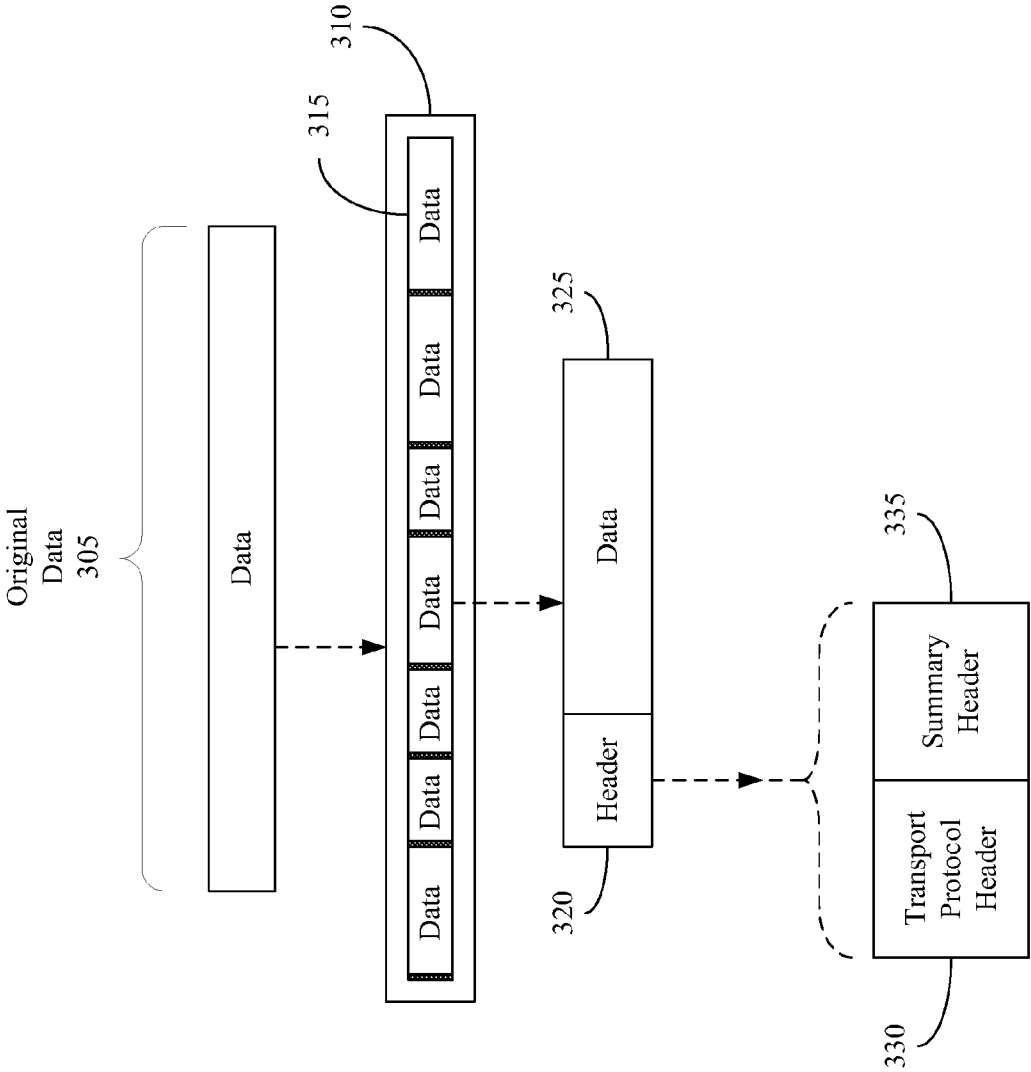 Original
Data
305
Data
315
310
Data
Data
Data
Data
Data
Data
Data
320
325
Header
Data
Transport
Protocol
Header
Summary
Header
330
335